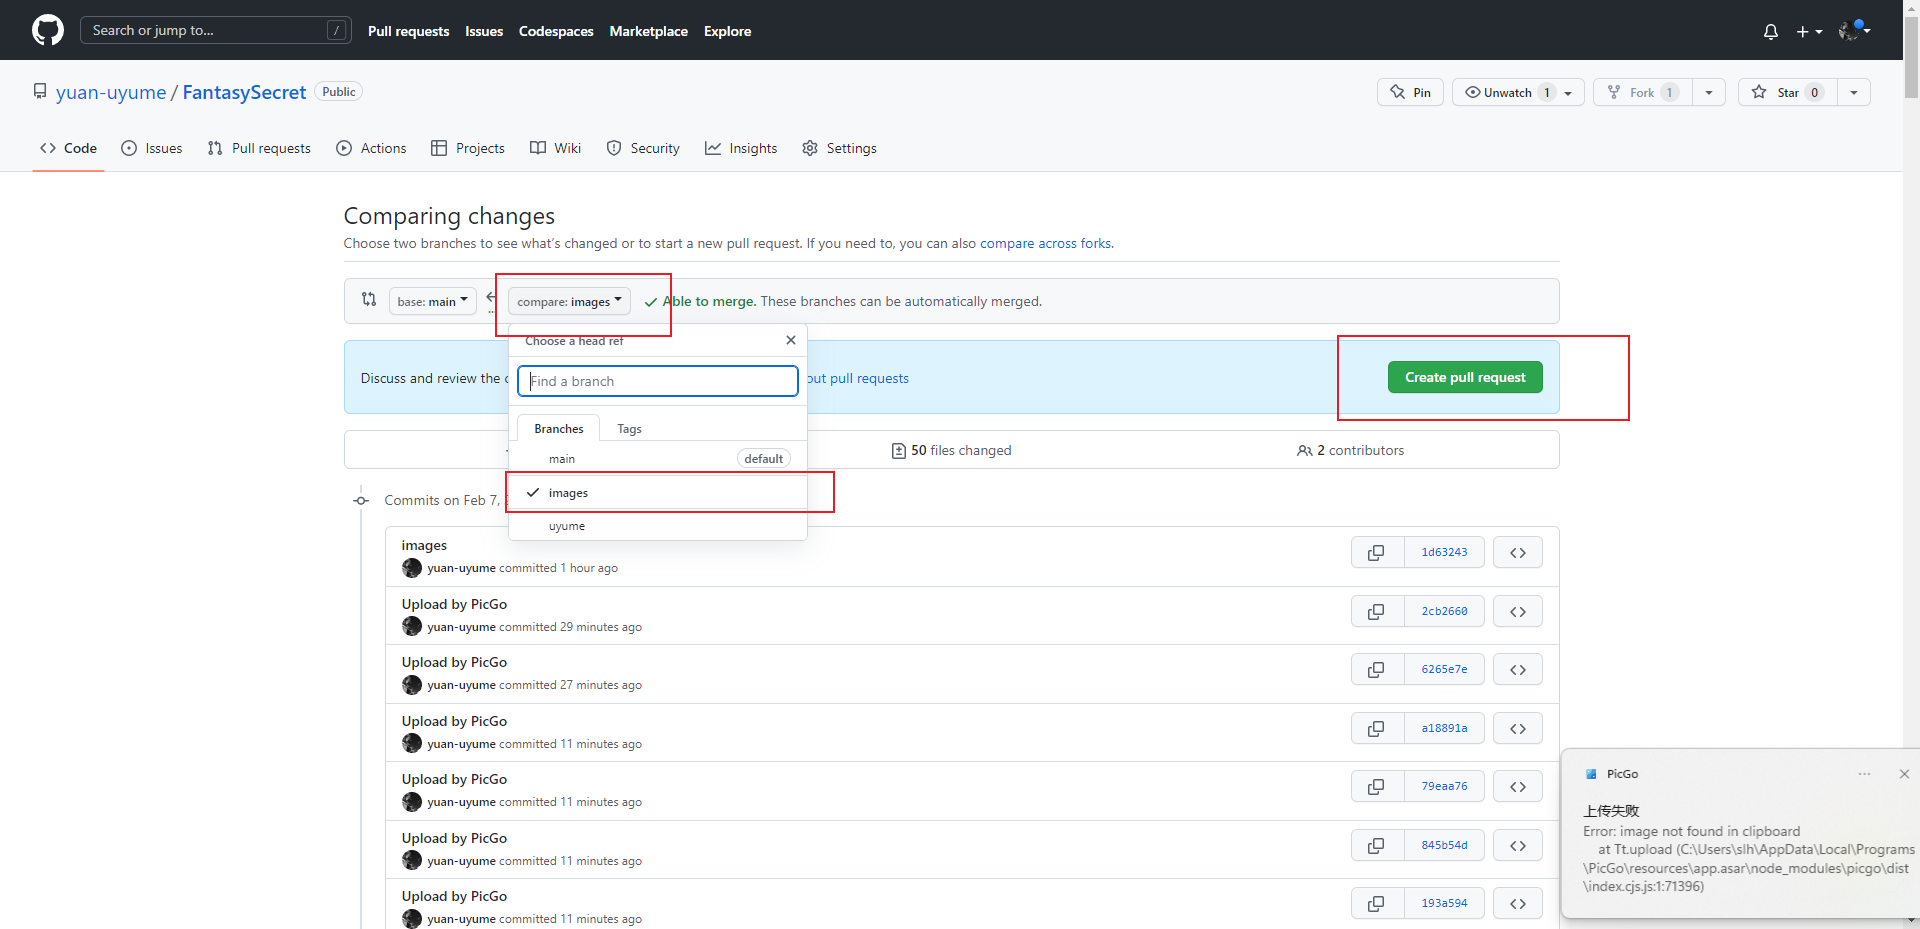 Search or jump to... /
Pull requests Issues Codespaces Marketplace Explore
yuan-uyume / FantasySecret Public
Pin Unwatch 1 Fork 1 Star 0
Code Issues Pull requests Actions Projects Wiki Security Insights Settings
Comparing changes
Choose two branches to see what's changed or to start a new pull request. If you need to, you can also compare across forks.
base: main compare: images Able to merge. These branches can be automatically merged.
Choose a head ref
Discuss and review the
out pull requests
Create pull request
Find a branch
Branches Tags
main default
images
uyume
50 files changed 2 contributors
Commits on Feb 7,
images
yuan-uyume committed 1 hour ago
1d63243
Upload by PicGo
yuan-uyume committed 29 minutes ago
2cb2660
Upload by PicGo
yuan-uyume committed 27 minutes ago
6265e7e
Upload by PicGo
yuan-uyume committed 11 minutes ago
a18891a
Upload by PicGo
yuan-uyume committed 11 minutes ago
79eaa76
Upload by PicGo
yuan-uyume committed 11 minutes ago
845b54d
Upload by PicGo
yuan-uyume committed 11 minutes ago
193a594
PicGo
上传失败
Error: image not found in clipboard
at Tt.upload (C:\Users\slh\AppData\Local\Programs
\PicGo\resources\app.asar\node_modules\picgo\dist
\index.cjs.js:1:71396)